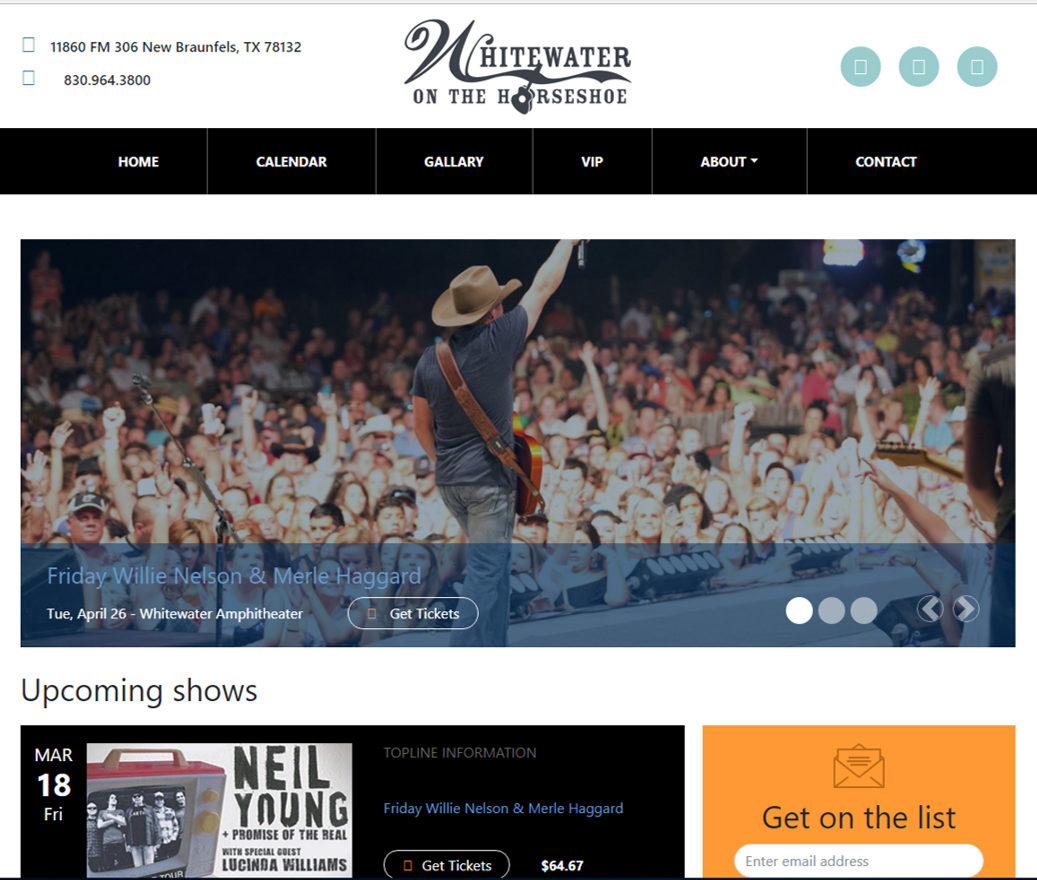 11860 FM 306 New Braunfels, TX 78132
830.964.3800
WHITEWATER
ON THE HORSESHOE
HOME CALENDAR GALLARY VIP ABOUT CONTACT
Friday Willie Nelson & Merle Haggard
Tue, April 26 - Whitewater Amphitheater Get Tickets
Upcoming shows
MAR
18
Fri
NEIL
YOUNG
+ PROMISE OF THE REAL
WITH SPECIAL GUEST
LUCINDA WILLIAMS
TOUR
TOPLINE INFORMATION
Friday Willie Nelson & Merle Haggard
Get Tickets $64.67
Get on the list
Enter email address